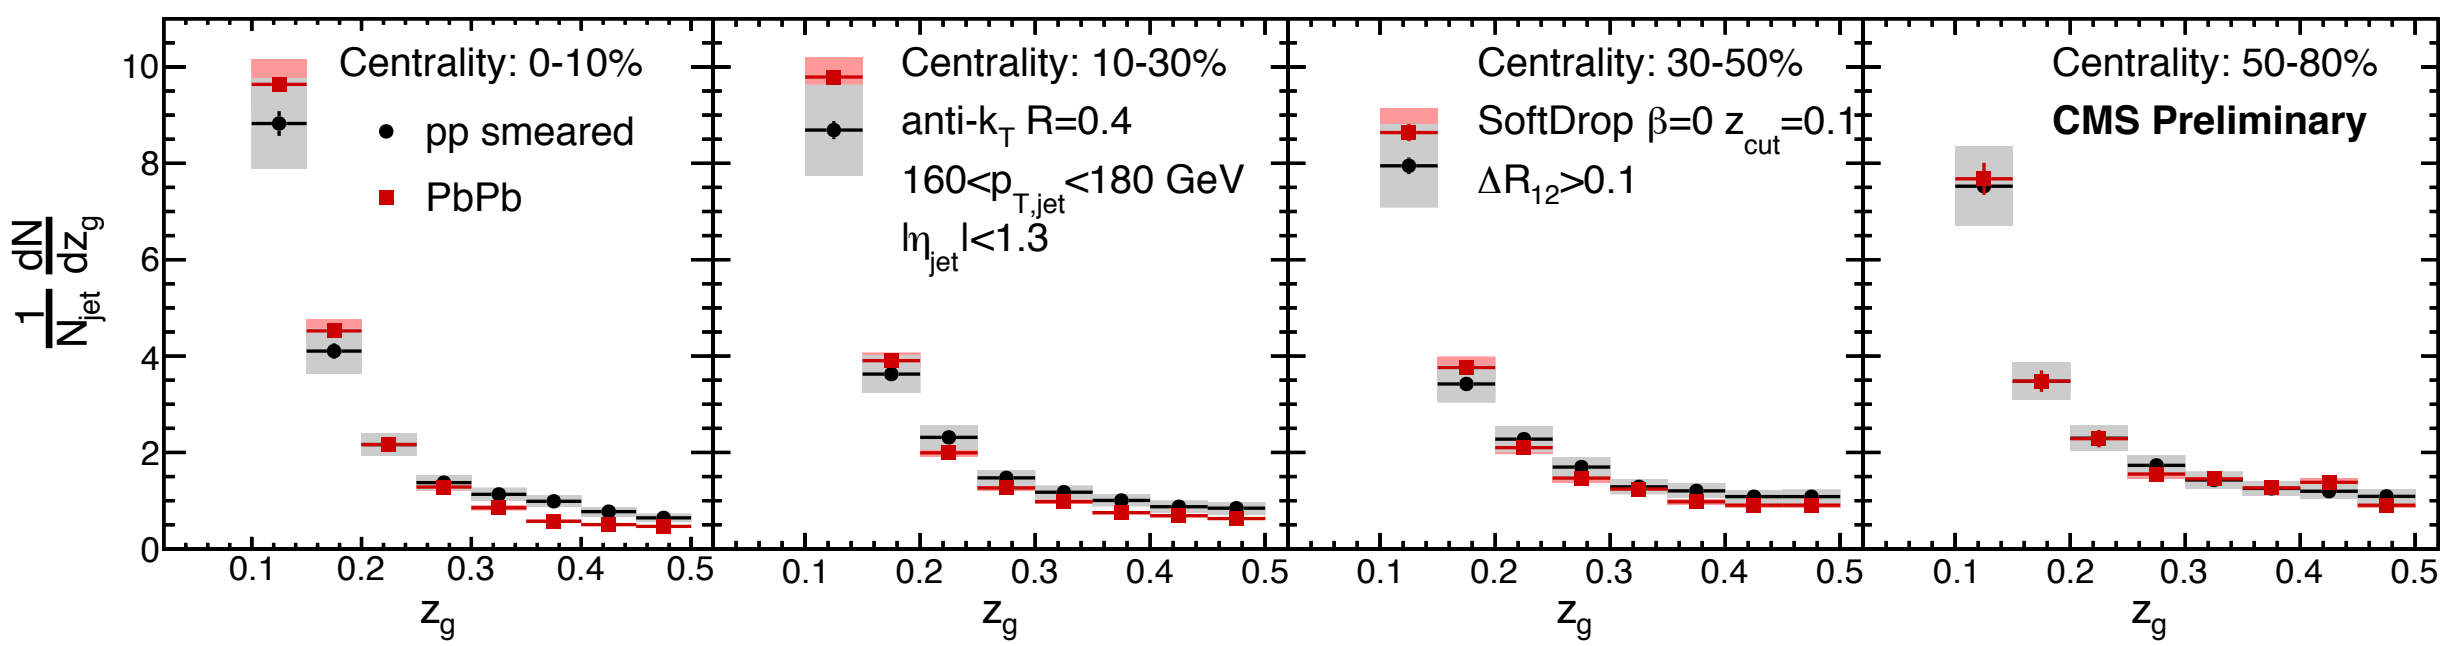 1/N_jet dN/dz_g
10
8
6
4
2
0
Centrality: 0-10%
pp smeared
PbPb
0.1 0.2 0.3 0.4 0.5
z_g
Centrality: 10-30%
anti-k_T R=0.4
160<p_T,jet<180 GeV
|η_jet|<1.3
0.1 0.2 0.3 0.4 0.5
z_g
Centrality: 30-50%
SoftDrop β=0 z_cut=0.1
ΔR_12>0.1
0.1 0.2 0.3 0.4 0.5
z_g
Centrality: 50-80%
CMS Preliminary
0.1 0.2 0.3 0.4 0.5
z_g